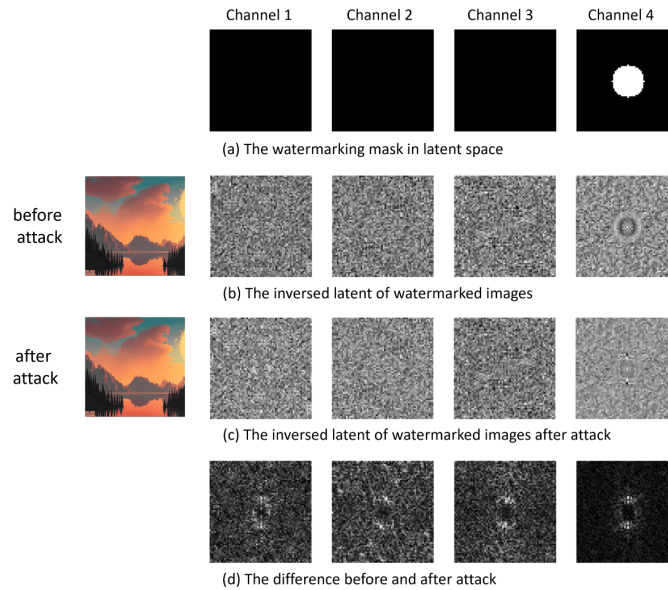 Channel 1 Channel 2 Channel 3 Channel 4
(a) The watermarking mask in latent space
before
attack
(b) The inversed latent of watermarked images
after
attack
(c) The inversed latent of watermarked images after attack
(d) The difference before and after attack